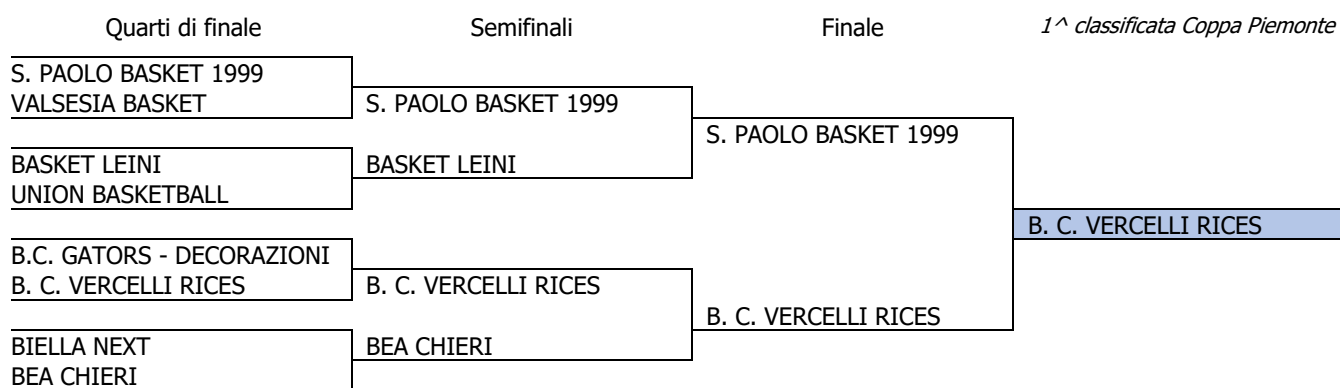 Quarti di finale
Semifinali
Finale
1^ classificata Coppa Piemonte
S. PAOLO BASKET 1999
VALSESIA BASKET
S. PAOLO BASKET 1999
S. PAOLO BASKET 1999
BASKET LEINI
BASKET LEINI
UNION BASKETBALL
B. C. VERCELLI RICES
B.C. GATORS - DECORAZIONI
B. C. VERCELLI RICES
B. C. VERCELLI RICES
B. C. VERCELLI RICES
BIELLA NEXT
BEA CHIERI
BEA CHIERI